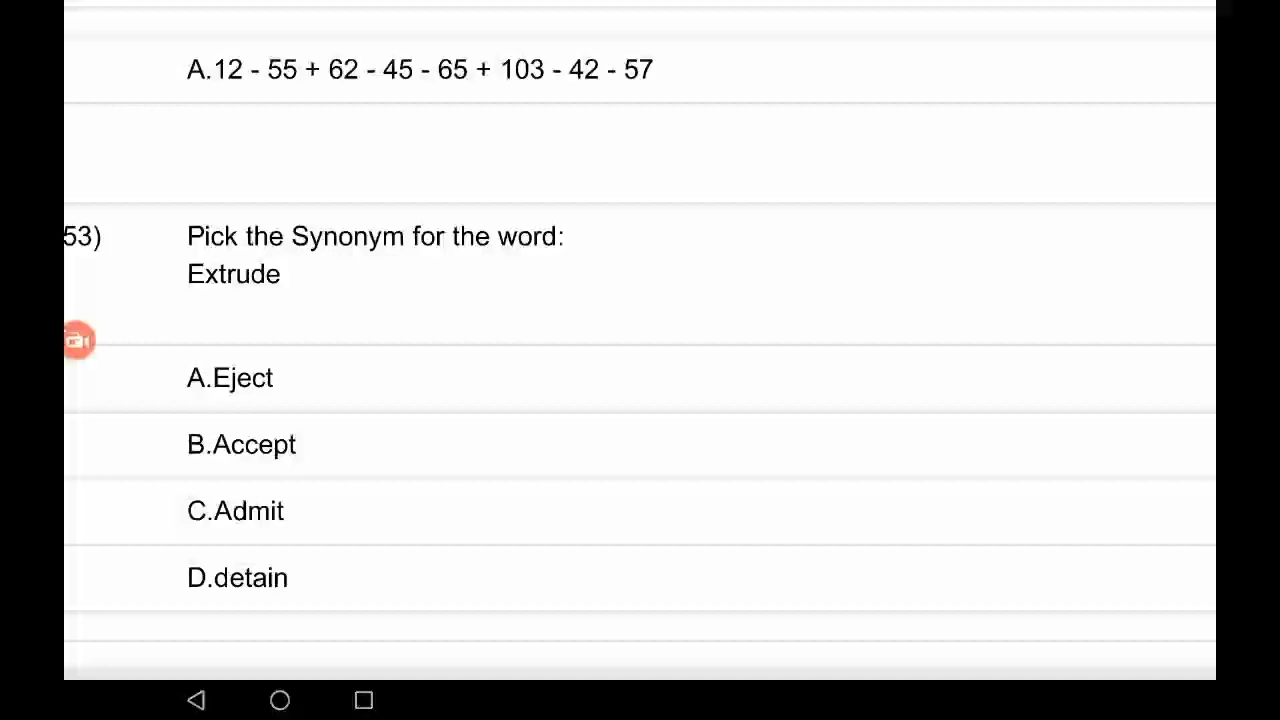 A.12 - 55 + 62 - 45 - 65 + 103 - 42 - 57
53) Pick the Synonym for the word:
Extrude
A.Eject
B.Accept
C.Admit
D.detain